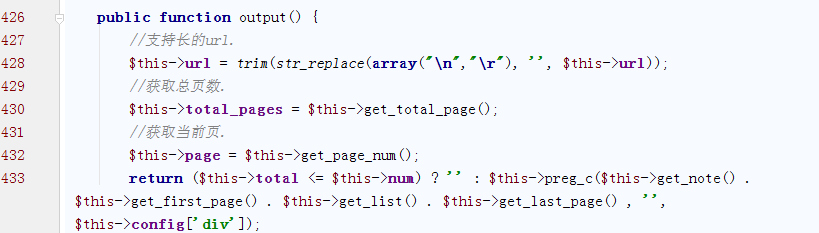 426 public function output() {
427 //支持长的url.
428 $this->url = trim(str_replace(array("\n","\r"), '', $this->url));
429 //获取总页数.
430 $this->total_pages = $this->get_total_page();
431 //获取当前页.
432 $this->page = $this->get_page_num();
433 return ($this->total <= $this->num) ? '' : $this->preg_c($this->get_note() .
$this->get_first_page() . $this->get_list() . $this->get_last_page() , '',
$this->config['div']);